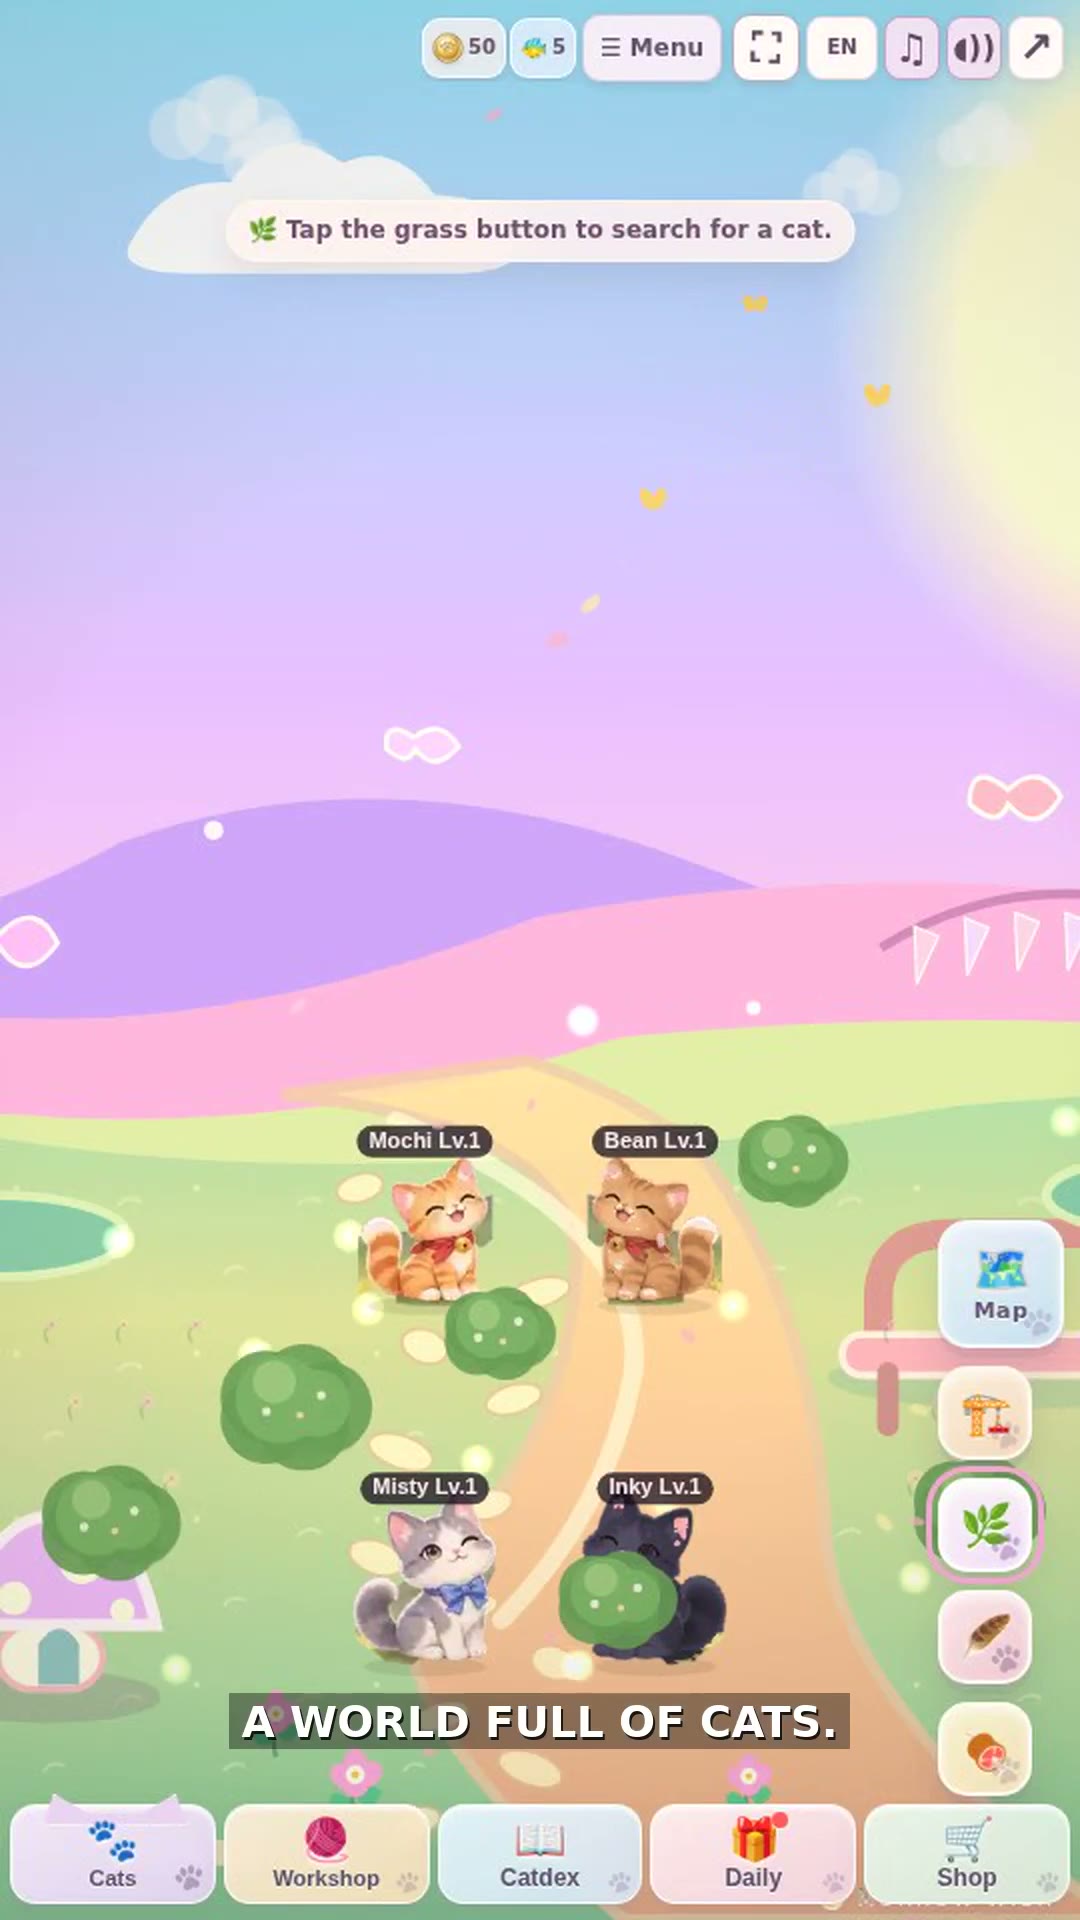 50
5
☰ Menu
EN
Tap the grass button to search for a cat.
Mochi Lv.1
Bean Lv.1
Map
Misty Lv.1
Inky Lv.1
A WORLD FULL OF CATS.
Cats
Workshop
Catdex
Daily
Shop